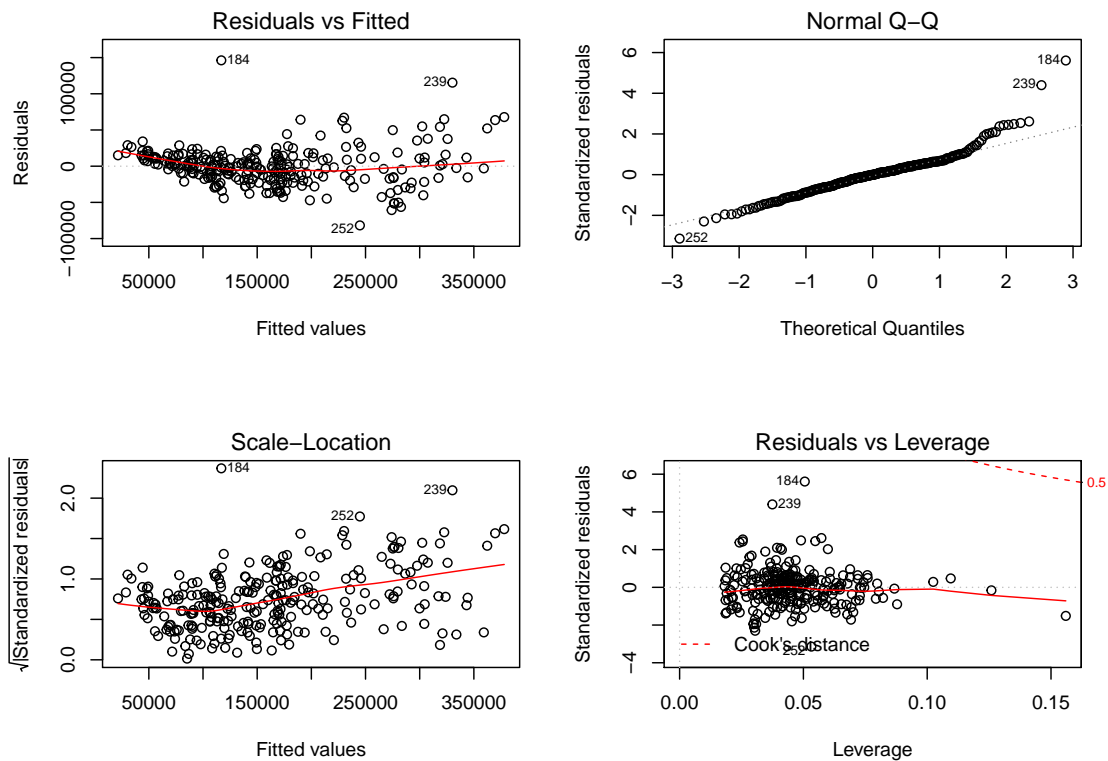 Residuals vs Fitted
Residuals
−100000
0
100000
184
239
252
50000 150000 250000 350000
Fitted values
Normal Q−Q
Standardized residuals
−2
0
2
4
6
184
239
252
−3 −2 −1 0 1 2 3
Theoretical Quantiles
Scale−Location
√|Standardized residuals|
0.0
1.0
2.0
184
239
252
50000 150000 250000 350000
Fitted values
Residuals vs Leverage
Standardized residuals
−4
−2
0
2
4
6
184
239
0.5
Cook's distance
252
0.00 0.05 0.10 0.15
Leverage